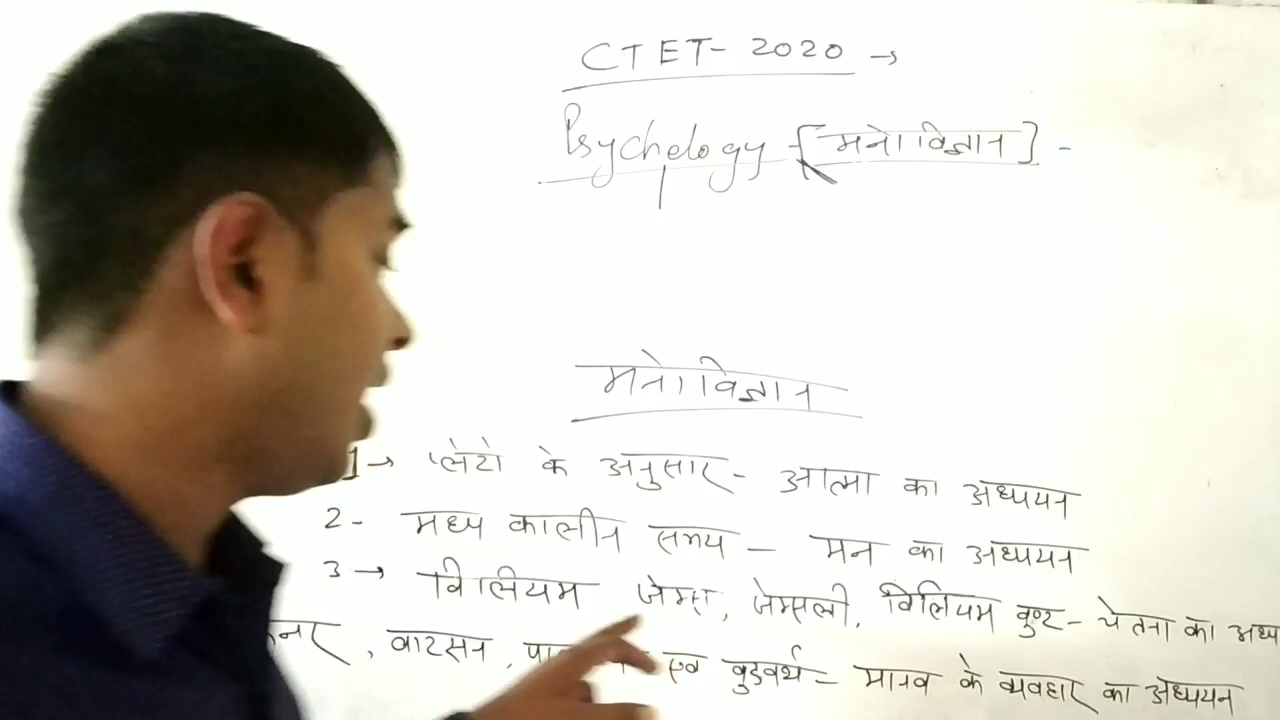 CTET- 2020 →
Psychology - [मनोविज्ञान] -
मनोविज्ञान
1 → प्लेटो के अनुसार - आत्मा का अध्ययन
2 - मध्य कालीन समय - मन का अध्ययन
3 → विलियम जेम्स, जेम्सली, विलियम वुण्ट - चेतना का अध्य
वाटसन, एवं वुडवर्थ - मानव के व्यवहार का अध्ययन